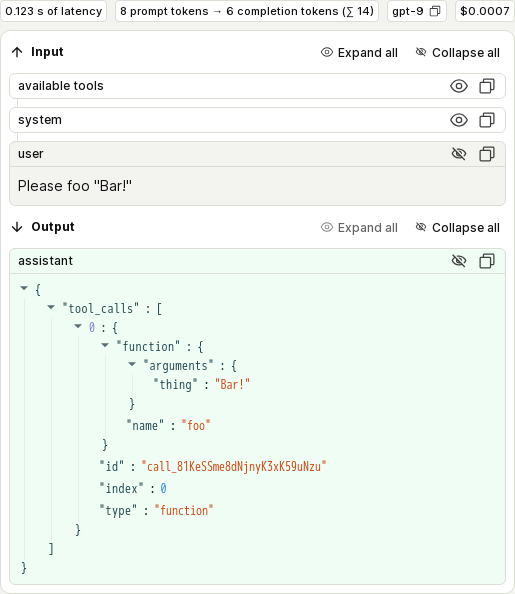 0.123 s of latency 8 prompt tokens → 6 completion tokens (∑ 14) gpt-9 $0.0007
Input Expand all Collapse all
available tools
system
user
Please foo "Bar!"
Output Expand all Collapse all
assistant
{
"tool_calls" : [
0 : {
"function" : {
"arguments" : {
"thing" : "Bar!"
}
"name" : "foo"
}
"id" : "call_81KeSSme8dNjnyK3xK59uNzu"
"index" : 0
"type" : "function"
}
]
}